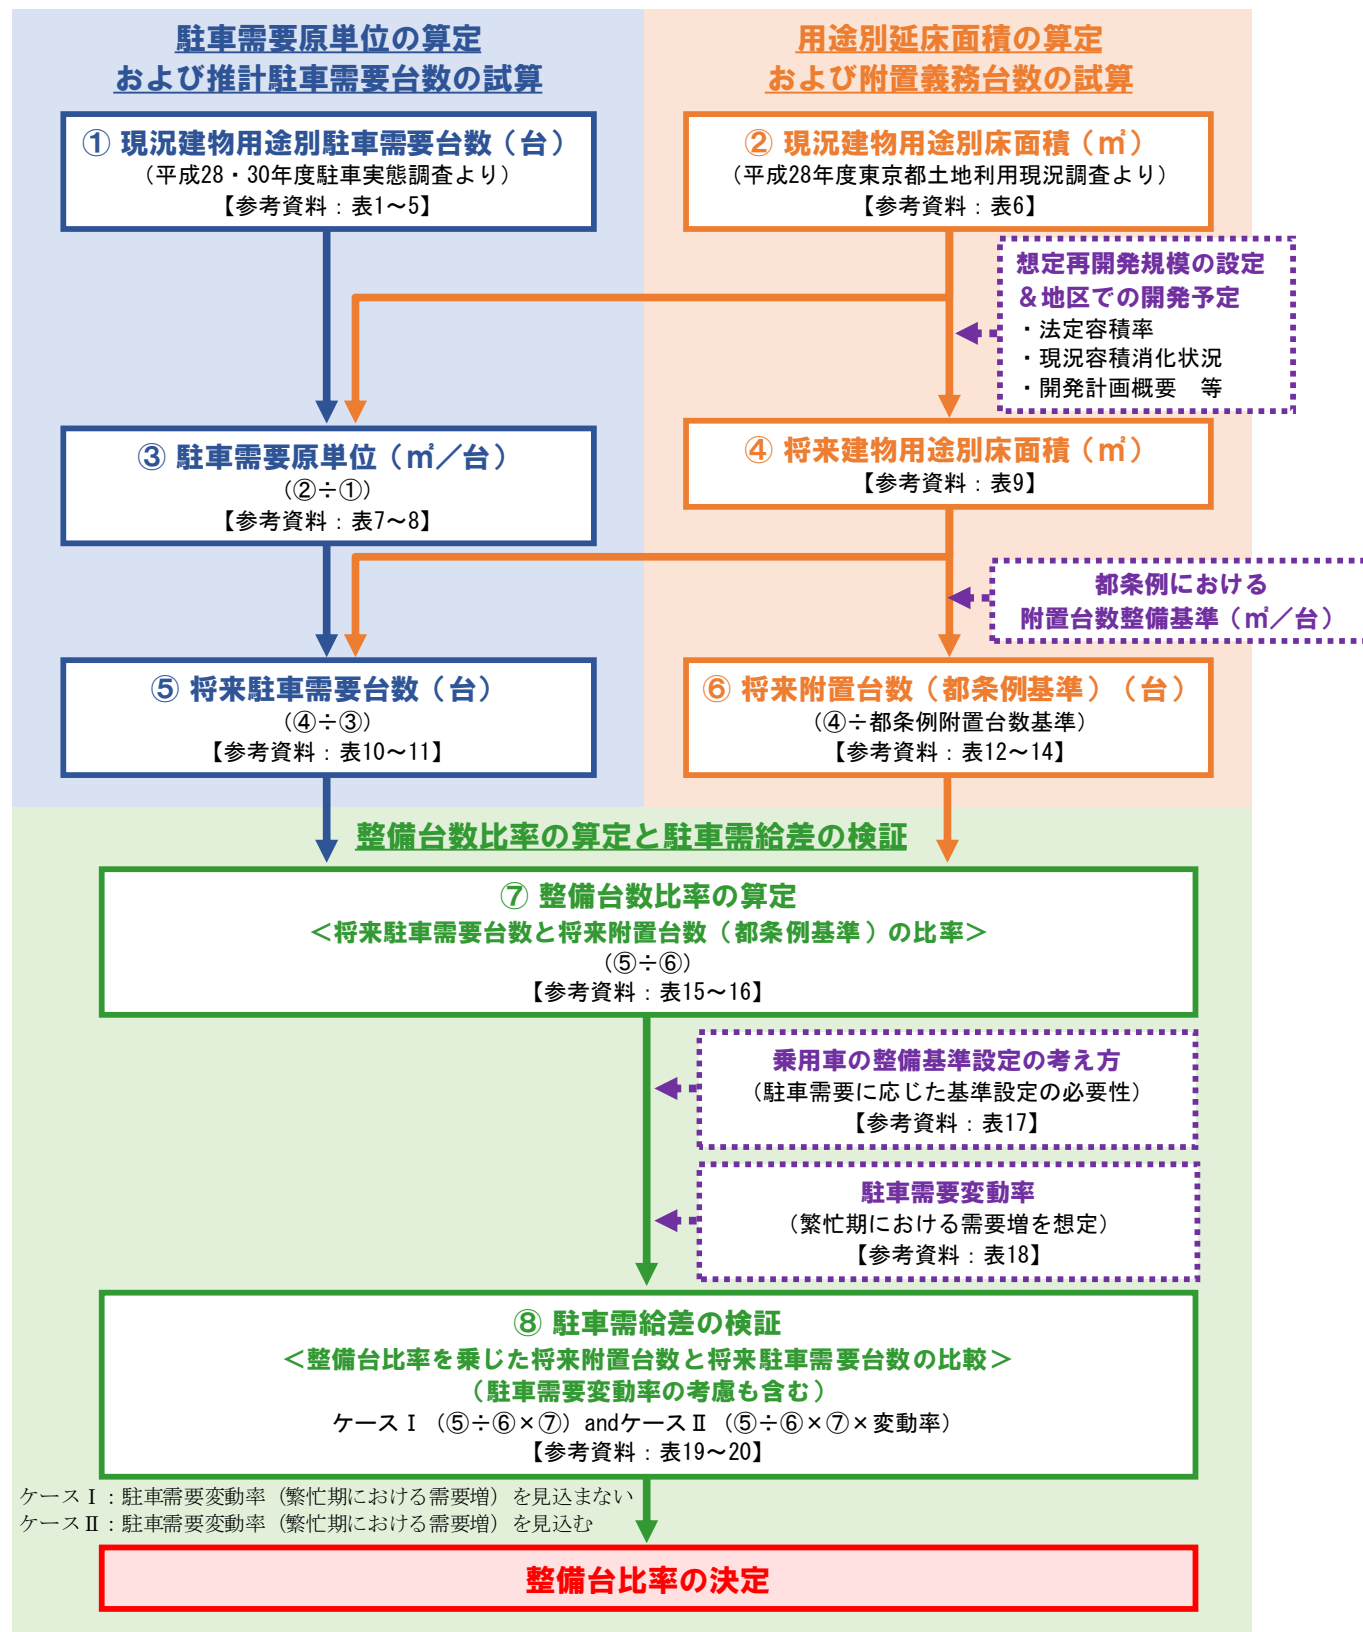 駐車需要原単位の算定
および推計駐車需要台数の試算
用途別延床面積の算定
および附置義務台数の試算
① 現況建物用途別駐車需要台数（台）
（平成28・30年度駐車実態調査より）
【参考資料：表1～5】
② 現況建物用途別床面積（㎡）
（平成28年度東京都土地利用現況調査より）
【参考資料：表6】
想定再開発規模の設定
＆地区での開発予定
・法定容積率
・現況容積消化状況
・開発計画概要　等
③ 駐車需要原単位（㎡／台）
（②÷①）
【参考資料：表7～8】
④ 将来建物用途別床面積（㎡）
【参考資料：表9】
都条例における
附置台数整備基準（㎡／台）
⑤ 将来駐車需要台数（台）
（④÷③）
【参考資料：表10～11】
⑥ 将来附置台数（都条例基準）（台）
（④÷都条例附置台数基準）
【参考資料：表12～14】
整備台数比率の算定と駐車需給差の検証
⑦ 整備台数比率の算定
＜将来駐車需要台数と将来附置台数（都条例基準）の比率＞
（⑤÷⑥）
【参考資料：表15～16】
乗用車の整備基準設定の考え方
（駐車需要に応じた基準設定の必要性）
【参考資料：表17】
駐車需要変動率
（繁忙期における需要増を想定）
【参考資料：表18】
⑧ 駐車需給差の検証
＜整備台比率を乗じた将来附置台数と将来駐車需要台数の比較＞
（駐車需要変動率の考慮も含む）
ケースⅠ（⑤÷⑥×⑦）andケースⅡ（⑤÷⑥×⑦×変動率）
【参考資料：表19～20】
ケースⅠ：駐車需要変動率（繁忙期における需要増）を見込まない
ケースⅡ：駐車需要変動率（繁忙期における需要増）を見込む
整備台比率の決定